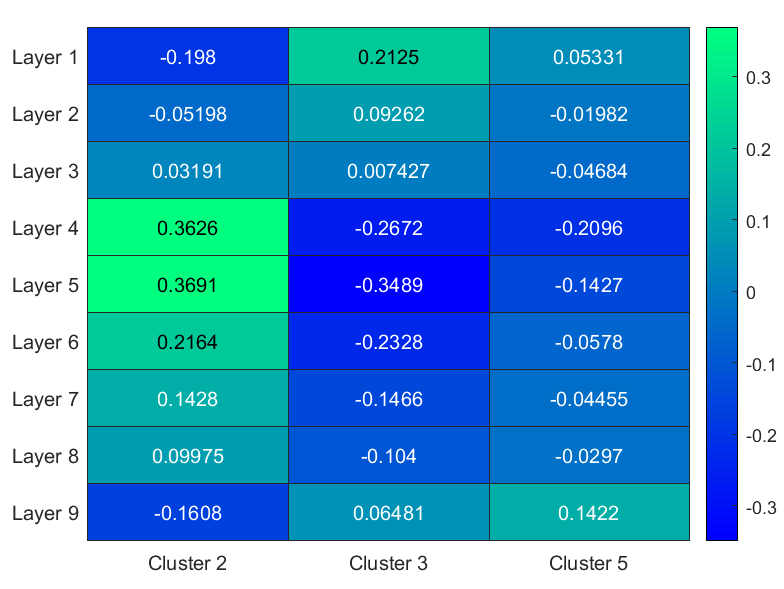 Layer 1 -0.198 0.2125 0.05331
Layer 2 -0.05198 0.09262 -0.01982
Layer 3 0.03191 0.007427 -0.04684
Layer 4 0.3626 -0.2672 -0.2096
Layer 5 0.3691 -0.3489 -0.1427
Layer 6 0.2164 -0.2328 -0.0578
Layer 7 0.1428 -0.1466 -0.04455
Layer 8 0.09975 -0.104 -0.0297
Layer 9 -0.1608 0.06481 0.1422
Cluster 2 Cluster 3 Cluster 5
0.3
0.2
0.1
0
-0.1
-0.2
-0.3